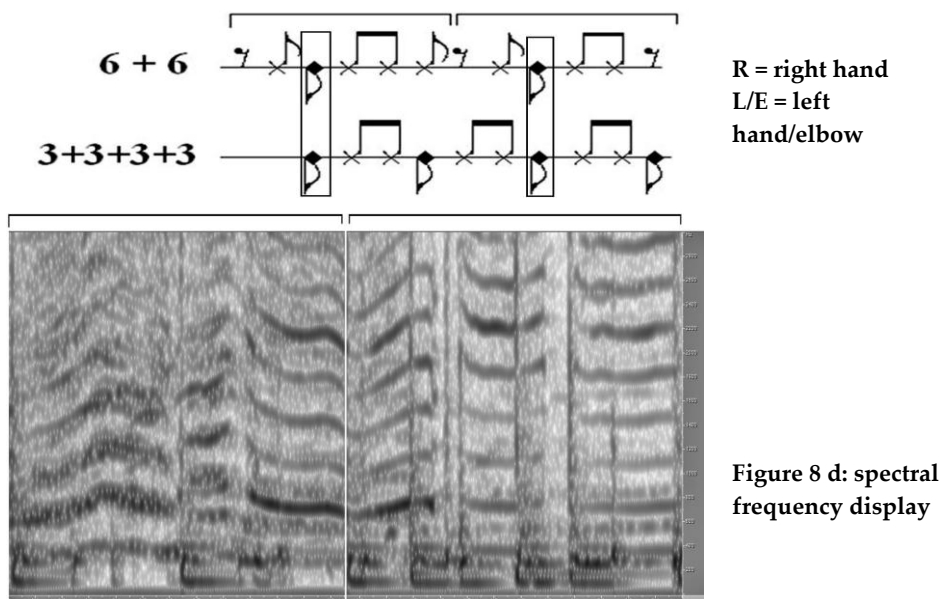 6 + 6
3+3+3+3
R = right hand
L/E = left
hand/elbow
Figure 8 d: spectral
frequency display